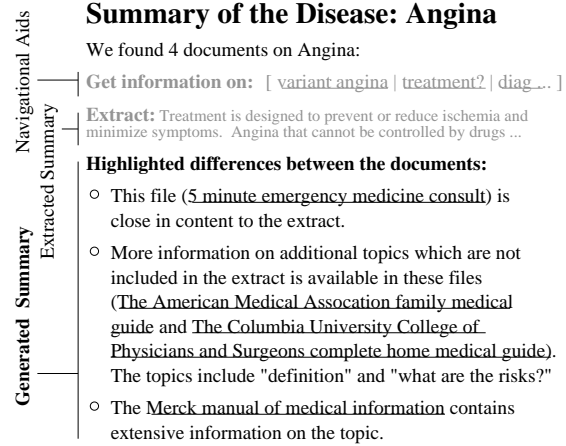 Summary of the Disease: Angina
We found 4 documents on Angina:
Navigational Aids
Get information on: [ variant angina | treatment? | diag ... ]
Extracted Summary
Extract: Treatment is designed to prevent or reduce ischemia and
minimize symptoms. Angina that cannot be controlled by drugs ...
Generated Summary
Highlighted differences between the documents:
○ This file (5 minute emergency medicine consult) is
close in content to the extract.
○ More information on additional topics which are not
included in the extract is available in these files
(The American Medical Assocation family medical
guide and The Columbia University College of
Physicians and Surgeons complete home medical guide).
The topics include "definition" and "what are the risks?"
○ The Merck manual of medical information contains
extensive information on the topic.